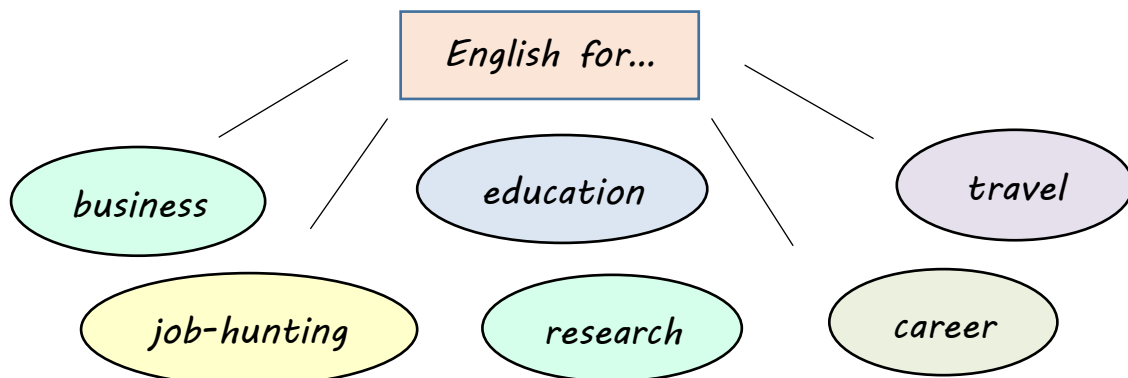 English for...
business
education
travel
job-hunting
research
career